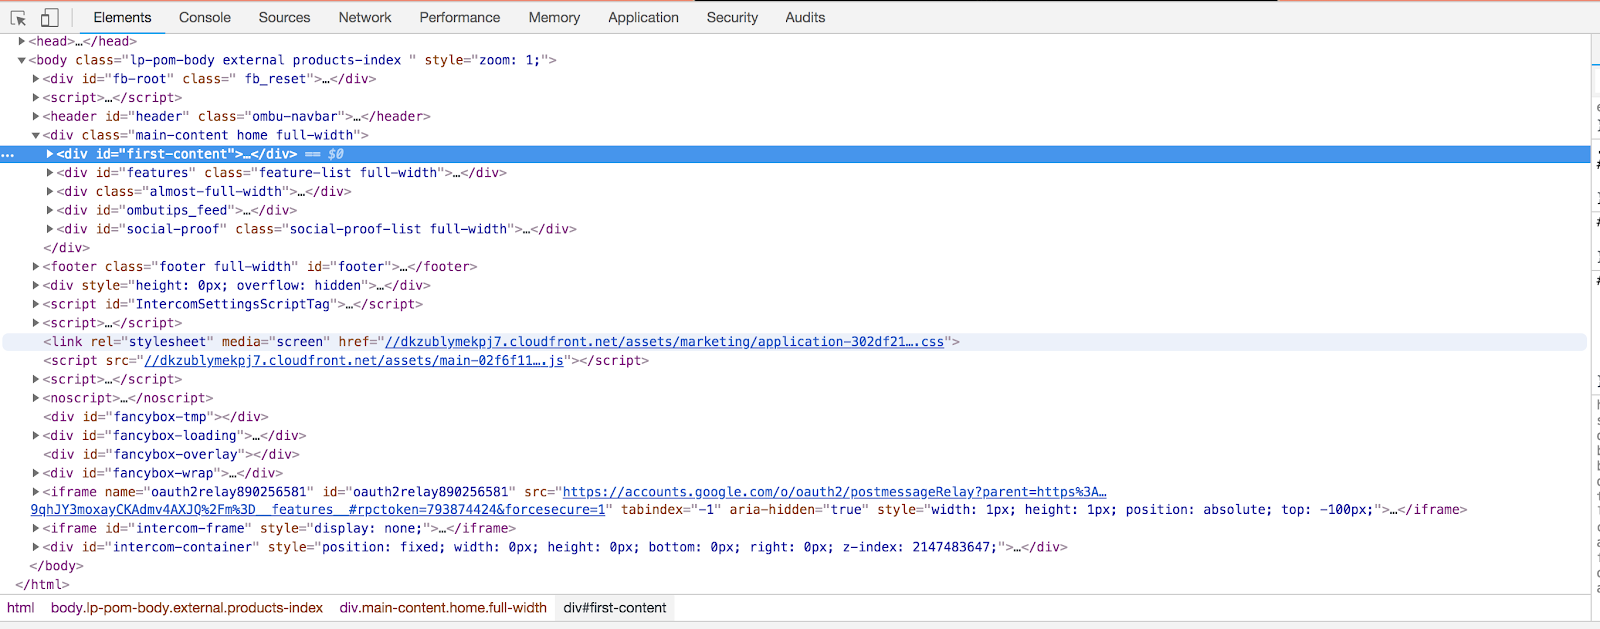 Elements Console Sources Network Performance Memory Application Security Audits
<head>…</head>
<body class="lp-pom-body external products-index " style="zoom: 1;">
<div id="fb-root" class=" fb_reset">…</div>
<script>…</script>
<header id="header" class="ombu-navbar">…</header>
<div class="main-content home full-width">
… <div id="first-content">…</div> == $0
<div id="features" class="feature-list full-width">…</div>
<div class="almost-full-width">…</div>
<div id="ombutips_feed">…</div>
<div id="social-proof" class="social-proof-list full-width">…</div>
</div>
<footer class="footer full-width" id="footer">…</footer>
<div style="height: 0px; overflow: hidden">…</div>
<script id="IntercomSettingsScriptTag">…</script>
<script>…</script>
<link rel="stylesheet" media="screen" href="//dkzublymekpj7.cloudfront.net/assets/marketing/application-302df21….css">
<script src="//dkzublymekpj7.cloudfront.net/assets/main-02f6f11….js"></script>
<script>…</script>
<noscript>…</noscript>
<div id="fancybox-tmp"></div>
<div id="fancybox-loading">…</div>
<div id="fancybox-overlay"></div>
<div id="fancybox-wrap">…</div>
<iframe name="oauth2relay890256581" id="oauth2relay890256581" src="https://accounts.google.com/o/oauth2/postmessageRelay?parent=https%3A…
9qhJY3moxayCKAdmv4AXJQ%2Fm%3D__features__#rpctoken=793874424&forcesecure=1" tabindex="-1" aria-hidden="true" style="width: 1px; height: 1px; position: absolute; top: -100px;">…</iframe>
<iframe id="intercom-frame" style="display: none;">…</iframe>
<div id="intercom-container" style="position: fixed; width: 0px; height: 0px; bottom: 0px; right: 0px; z-index: 2147483647;">…</div>
</body>
</html>
html body.lp-pom-body.external.products-index div.main-content.home.full-width div#first-content